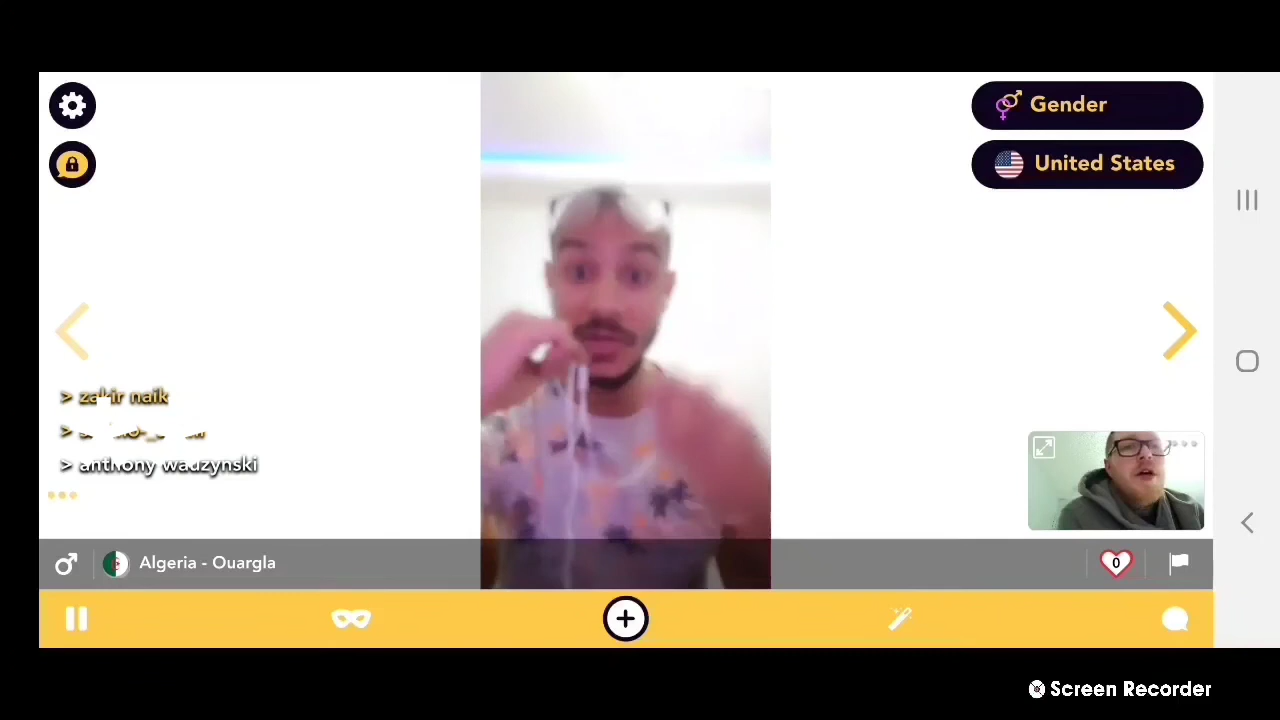 Gender
United States
> zakir naik
>
> anthony wadzynski
Algeria - Ouargla
0
Screen Recorder